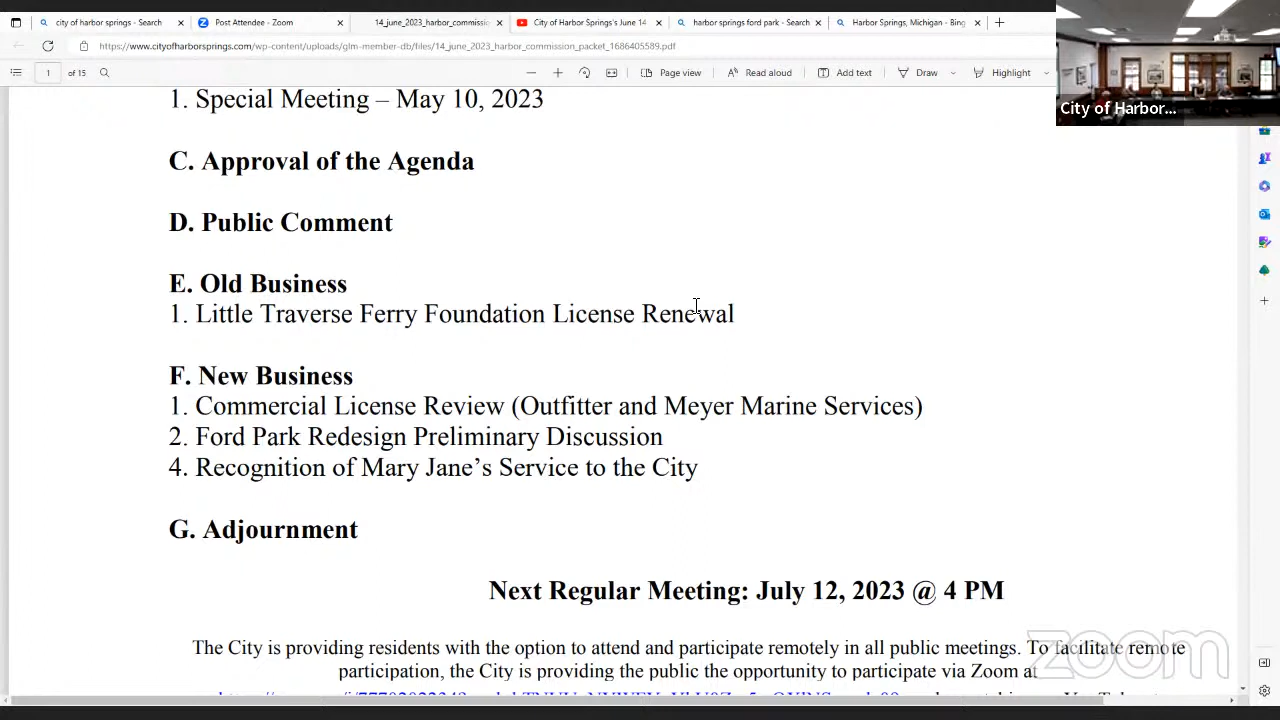 city of harbor springs - Search
Post Attendee - Zoom
14_june_2023_harbor_commissio
City of Harbor Springs's June 14
harbor springs ford park - Search
Harbor Springs, Michigan - Bing
https://www.cityofharborsprings.com/wp-content/uploads/glm-member-db/files/14_june_2023_harbor_commission_packet_1686405589.pdf
1 of 15
Page view
Read aloud
Add text
Draw
Highlight
City of Harbor...
1. Special Meeting – May 10, 2023
C. Approval of the Agenda
D. Public Comment
E. Old Business
1. Little Traverse Ferry Foundation License Renewal
F. New Business
1. Commercial License Review (Outfitter and Meyer Marine Services)
2. Ford Park Redesign Preliminary Discussion
4. Recognition of Mary Jane’s Service to the City
G. Adjournment
Next Regular Meeting: July 12, 2023 @ 4 PM
The City is providing residents with the option to attend and participate remotely in all public meetings. To facilitate remote
participation, the City is providing the public the opportunity to participate via Zoom at
zoom